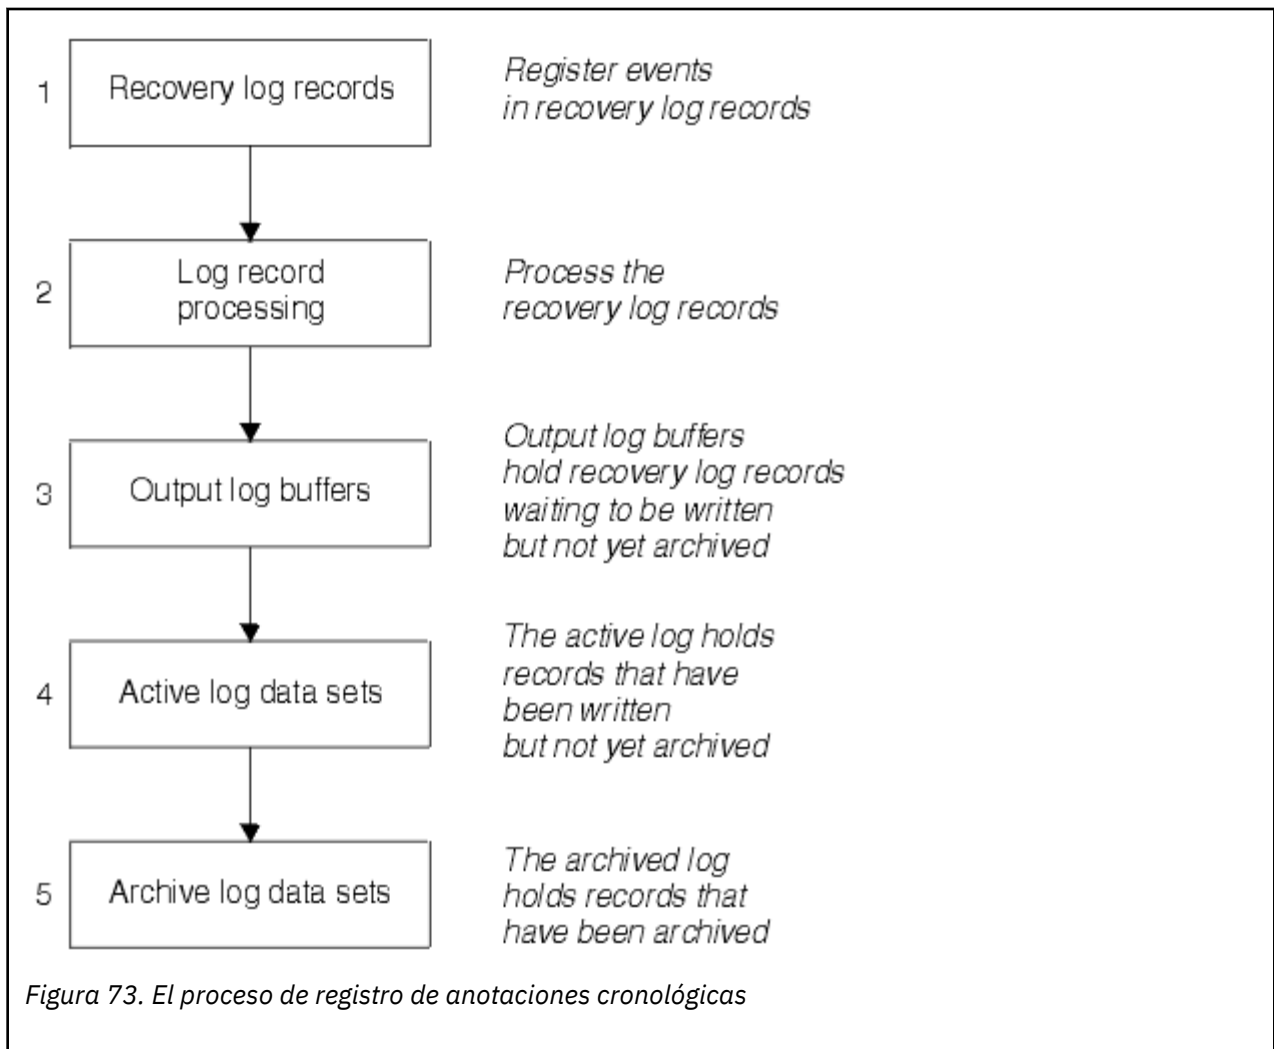 1
Recovery log records
Register events
in recovery log records
2
Log record
processing
Process the
recovery log records
3
Output log buffers
Output log buffers
hold recovery log records
waiting to be written
but not yet archived
4
Active log data sets
The active log holds
records that have
been written
but not yet archived
5
Archive log data sets
The archived log
holds records that
have been archived
Figura 73. El proceso de registro de anotaciones cronológicas